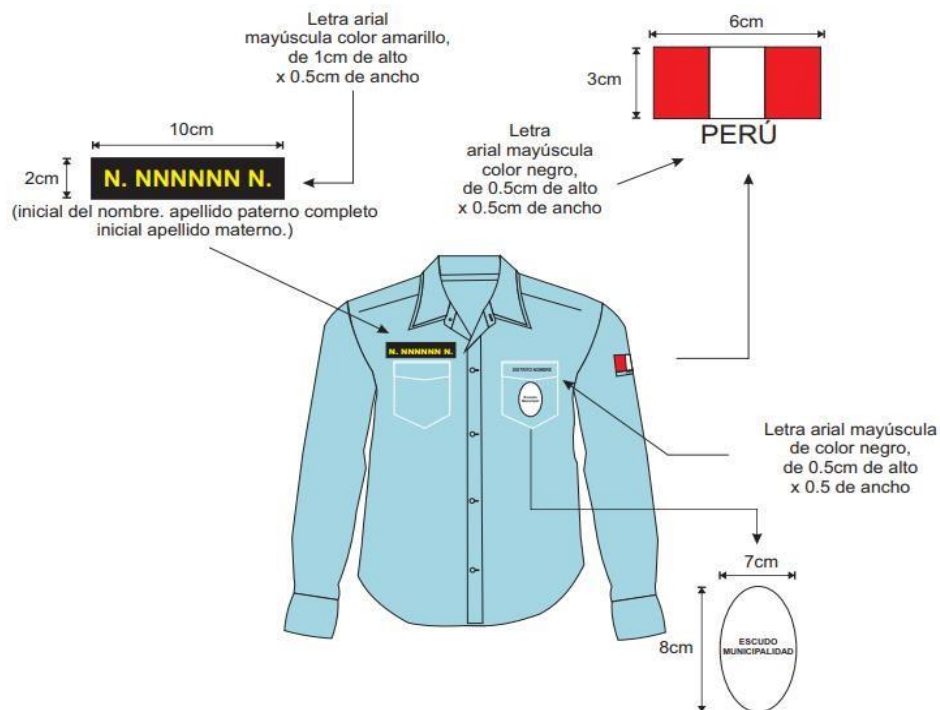 Letra arial
mayúscula color amarillo,
de 1cm de alto
x 0.5cm de ancho
10cm
2cm
N. NNNNNN N.
(inicial del nombre. apellido paterno completo
inicial apellido materno.)
6cm
3cm
PERÚ
Letra
arial mayúscula
color negro,
de 0.5cm de alto
x 0.5cm de ancho
N. NNNNNN N.
DISTRITO NOMBRE
Escudo
Municipal
Letra arial mayúscula
de color negro,
de 0.5cm de alto
x 0.5 de ancho
7cm
8cm
ESCUDO
MUNICIPALIDAD